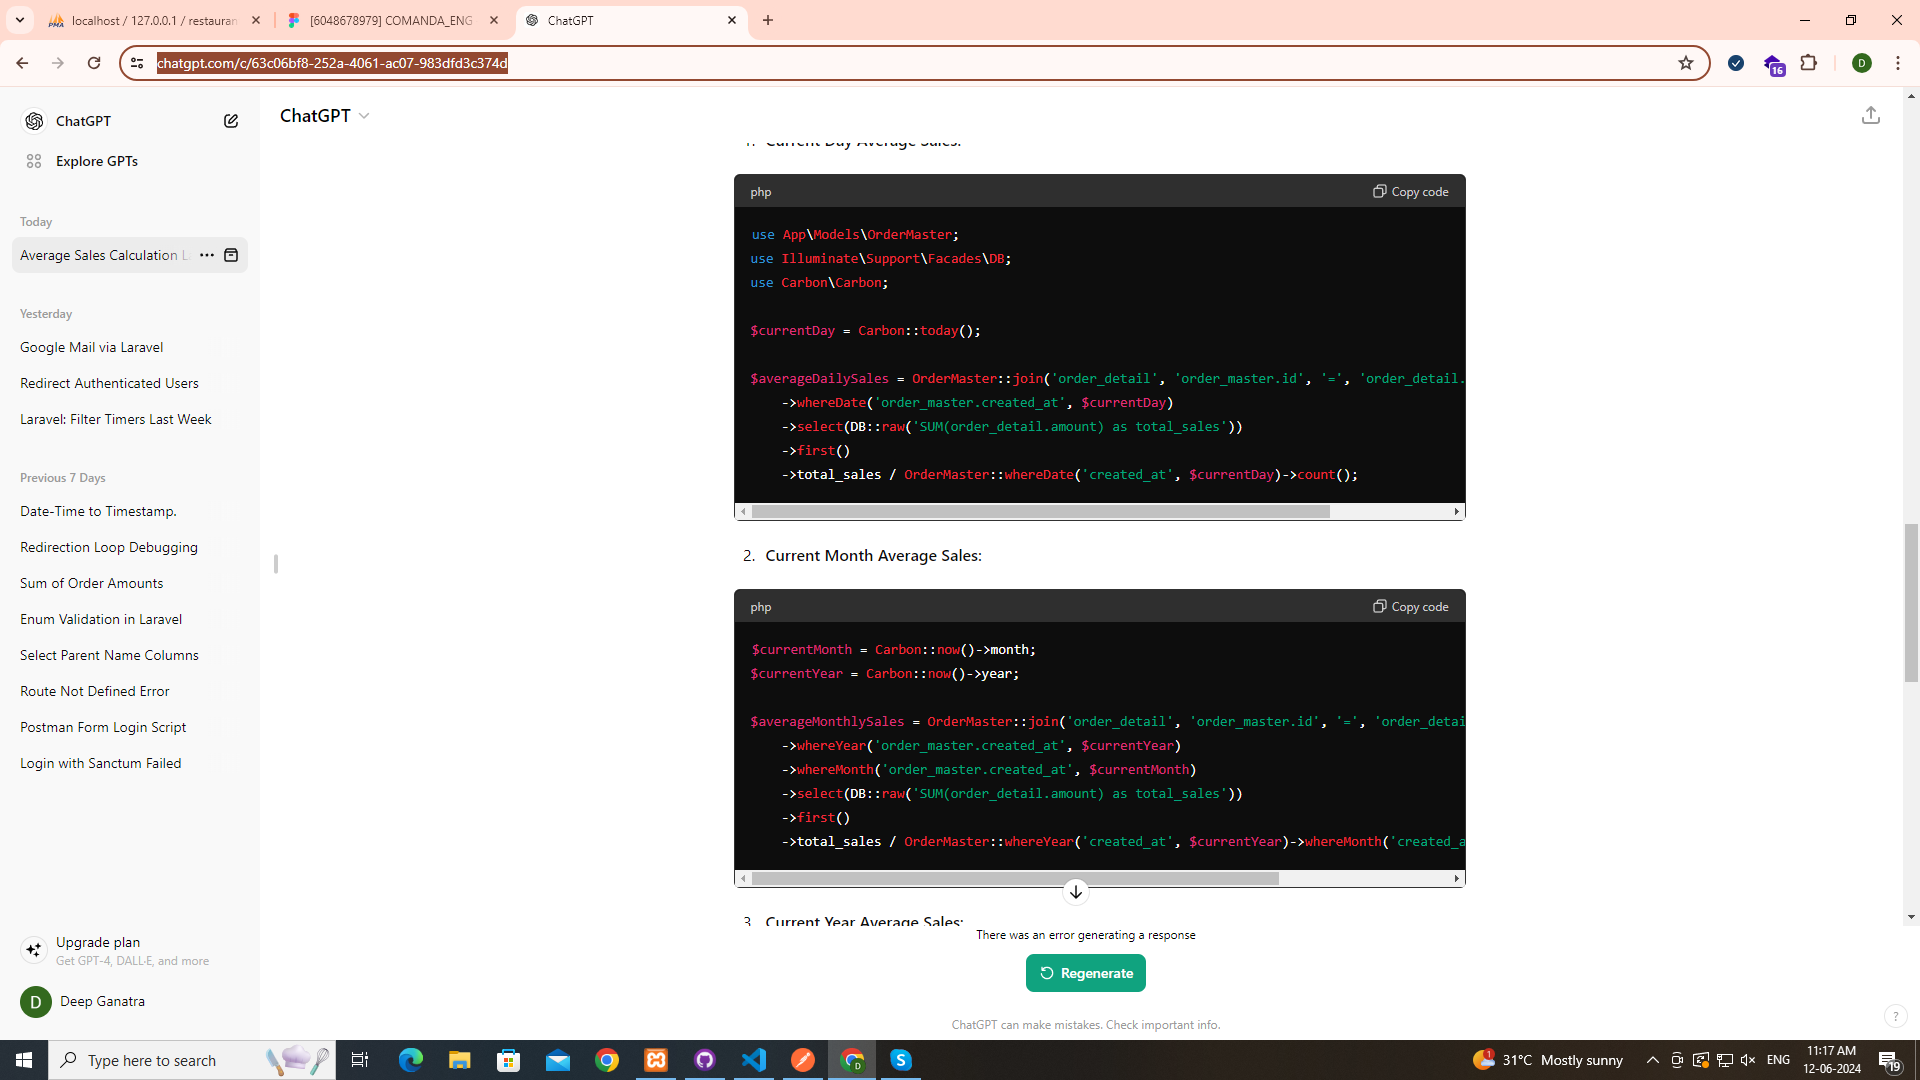 localhost / 127.0.0.1 / restauran
[6048678979] COMANDA_ENG
ChatGPT
chatgpt.com/c/63c06bf8-252a-4061-ac07-983dfd3c374d
16
D
ChatGPT
Explore GPTs
Today
Average Sales Calculation L
Yesterday
Google Mail via Laravel
Redirect Authenticated Users
Laravel: Filter Timers Last Week
Previous 7 Days
Date-Time to Timestamp.
Redirection Loop Debugging
Sum of Order Amounts
Enum Validation in Laravel
Select Parent Name Columns
Route Not Defined Error
Postman Form Login Script
Login with Sanctum Failed
Upgrade plan
Get GPT-4, DALL·E, and more
D
Deep Ganatra
ChatGPT
1. Current Day Average Sales:
php
Copy code
use App\Models\OrderMaster;
use Illuminate\Support\Facades\DB;
use Carbon\Carbon;
$currentDay = Carbon::today();
$averageDailySales = OrderMaster::join('order_detail', 'order_master.id', '=', 'order_detail.
->whereDate('order_master.created_at', $currentDay)
->select(DB::raw('SUM(order_detail.amount) as total_sales'))
->first()
->total_sales / OrderMaster::whereDate('created_at', $currentDay)->count();
2. Current Month Average Sales:
php
Copy code
$currentMonth = Carbon::now()->month;
$currentYear = Carbon::now()->year;
$averageMonthlySales = OrderMaster::join('order_detail', 'order_master.id', '=', 'order_detai
->whereYear('order_master.created_at', $currentYear)
->whereMonth('order_master.created_at', $currentMonth)
->select(DB::raw('SUM(order_detail.amount) as total_sales'))
->first()
->total_sales / OrderMaster::whereYear('created_at', $currentYear)->whereMonth('created_a
3. Current Year Average Sales:
There was an error generating a response
Regenerate
ChatGPT can make mistakes. Check important info.
?
Type here to search
31°C Mostly sunny
ENG
11:17 AM
12-06-2024
19